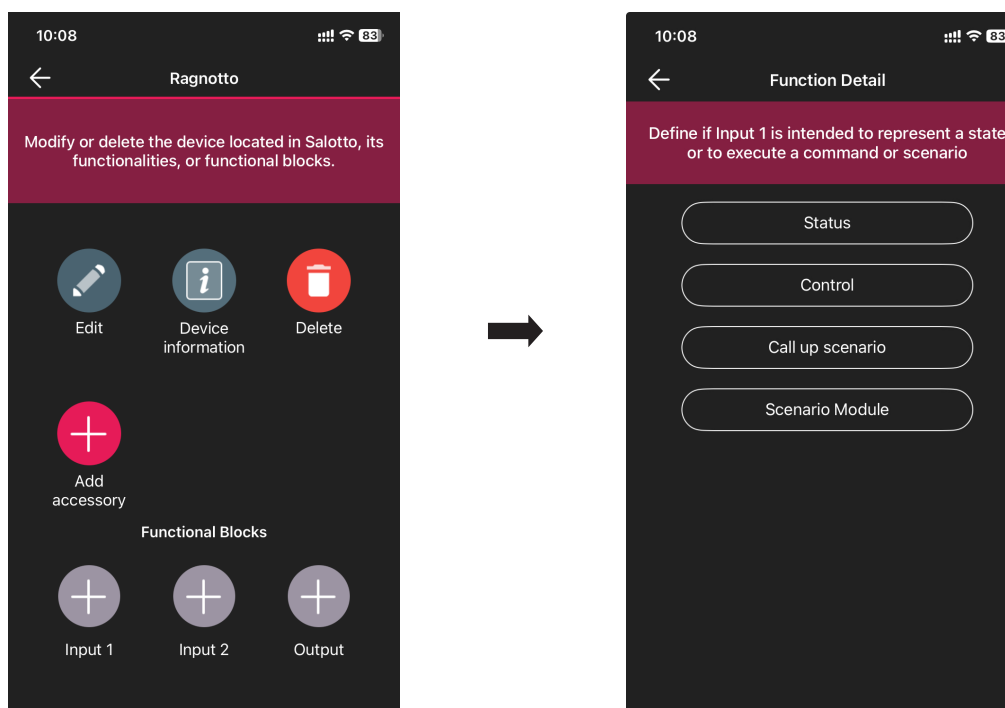 10:08
83
Ragnotto
Modify or delete the device located in Salotto, its
functionalities, or functional blocks.
Edit
Device
information
Delete
Add
accessory
Functional Blocks
Input 1
Input 2
Output
10:08
83
Function Detail
Define if Input 1 is intended to represent a state
or to execute a command or scenario
Status
Control
Call up scenario
Scenario Module